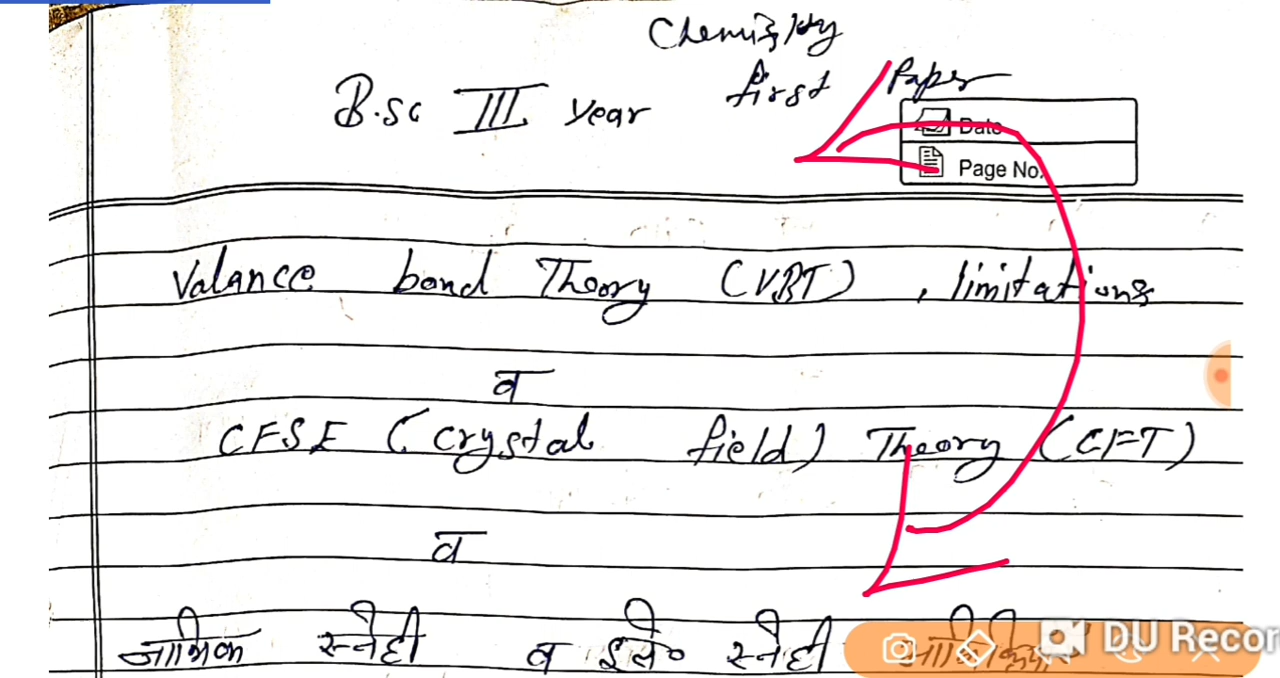 Chemistry
B.sc III year first Paper
Date
Page No.
Valance bond Theory (VBT), limitations
व
CFSE (crystal field) Theory (CFT)
व
नाभिक स्नेही व इले० स्नेही
DU Recor